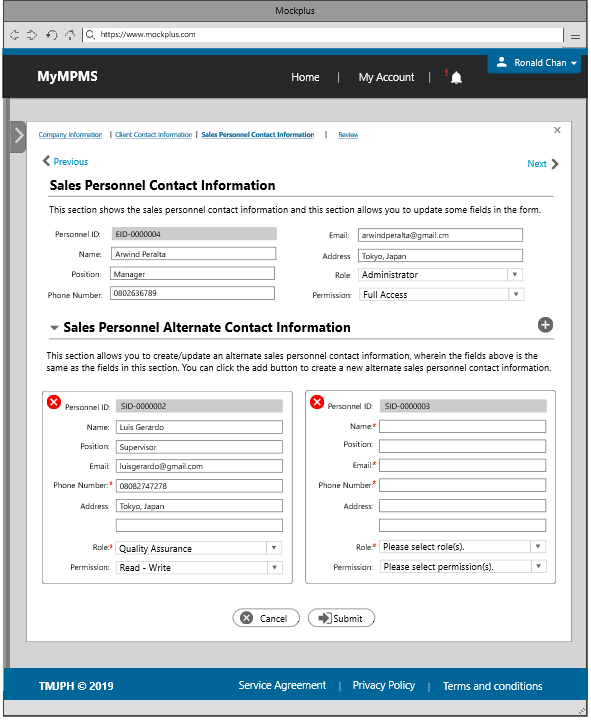 Mockplus
https://www.mockplus.com
Ronald Chan
MyMPMS
Home | My Account | !
Company Information | Client Contact Information | Sales Personnel Contact Information | Review
Previous
Next
Sales Personnel Contact Information
This section shows the sales personnel contact information and this section allows you to update some fields in the form.
Personnel ID: EID-0000004
Name: Arwind Peralta
Position: Manager
Phone Number: 0802636789
Email: arwindperalta@gmail.cm
Address Tokyo, Japan
Role: Administrator
Permission: Full Access
Sales Personnel Alternate Contact Information
This section allows you to create/update an alternate sales personnel contact information, wherein the fields above is the
same as the fields in this section. You can click the add button to create a new alternate sales personnel contact information.
Personnel ID: SID-0000002
Name: Luis Gerardo
Position: Supervisor
Email: luisgerardo@gmail.com
Phone Number:* 08082747278
Address: Tokyo, Japan
Role:* Quality Assurance
Permission: Read - Write
Personnel ID: SID-0000003
Name:*
Position:
Email:*
Phone Number:*
Address:
Role:* Please select role(s).
Permission: Please select permission(s).
Cancel
Submit
TMJPH © 2019
Service Agreement | Privacy Policy | Terms and conditions